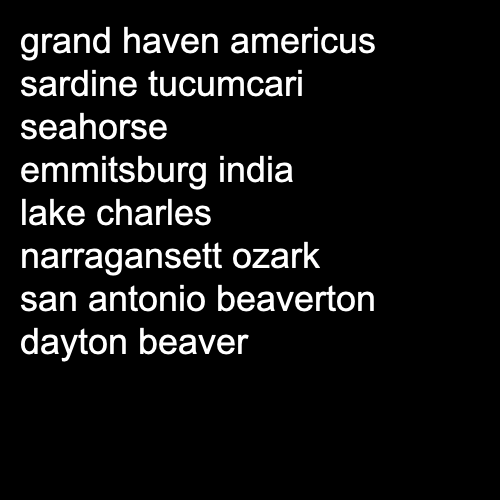 grand haven americus
sardine tucumcari
seahorse
emmitsburg india
lake charles
narragansett ozark
san antonio beaverton
dayton beaver